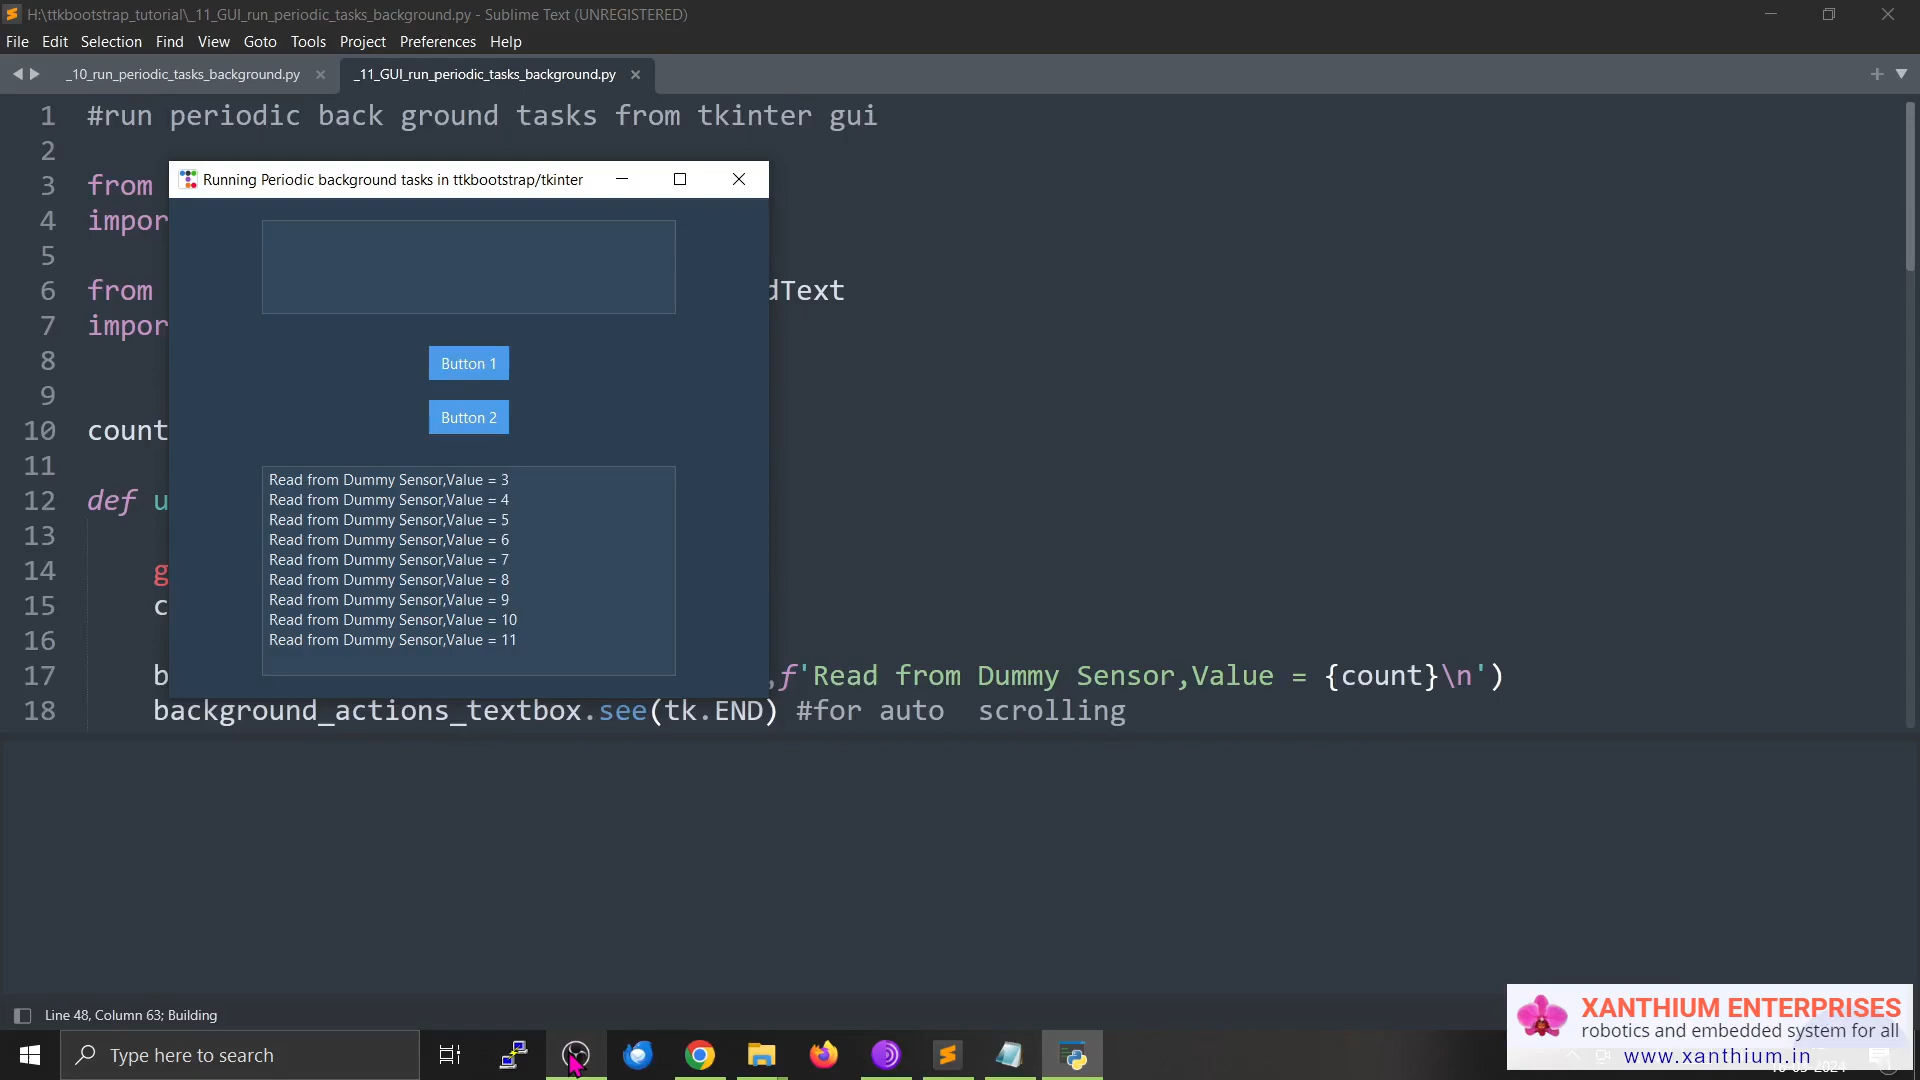 H:\ttkbootstrap_tutorial\_11_GUI_run_periodic_tasks_background.py - Sublime Text (UNREGISTERED)
File Edit Selection Find View Goto Tools Project Preferences Help
_10_run_periodic_tasks_background.py
_11_GUI_run_periodic_tasks_background.py
1 #run periodic back ground tasks from tkinter gui
2
3 from
4 impor
5
6 from dText
7 impor
8
9
10 count
11
12 def u
13
14 g
15 c
16
17 b ,f'Read from Dummy Sensor,Value = {count}\n')
18 background_actions_textbox.see(tk.END) #for auto scrolling
Running Periodic background tasks in ttkbootstrap/tkinter
Button 1
Button 2
Read from Dummy Sensor,Value = 3
Read from Dummy Sensor,Value = 4
Read from Dummy Sensor,Value = 5
Read from Dummy Sensor,Value = 6
Read from Dummy Sensor,Value = 7
Read from Dummy Sensor,Value = 8
Read from Dummy Sensor,Value = 9
Read from Dummy Sensor,Value = 10
Read from Dummy Sensor,Value = 11
Line 48, Column 63; Building
Type here to search
XANTHIUM ENTERPRISES
robotics and embedded system for all
www.xanthium.in